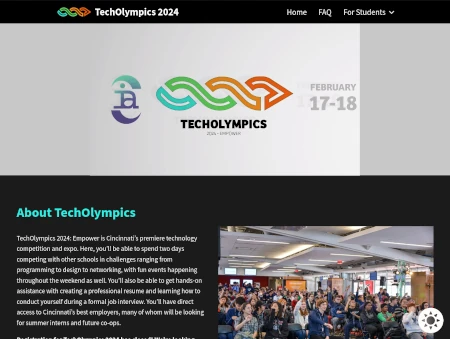 TechOlympics 2024
Home FAQ For Students
ia
FEBRUARY
17-18
TECHOLYMPICS
2024 - EMPOWER
About TechOlympics
TechOlympics 2024: Empower is Cincinnati's premiere technology
competition and expo. Here, you'll be able to spend two days
competing with other schools in challenges ranging from
programming to design to networking, with fun events happening
throughout the weekend as well. You'll also be able to get hands-on
assistance with creating a professional resume and learning how to
conduct yourself during a formal job interview. You'll have direct
access to Cincinnati's best employers, many of whom will be looking
for summer interns and future co-ops.